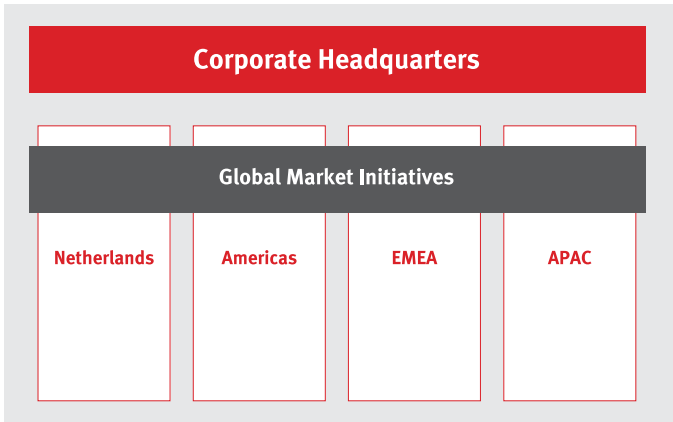 Corporate Headquarters
Global Market Initiatives
Netherlands
Americas
EMEA
APAC